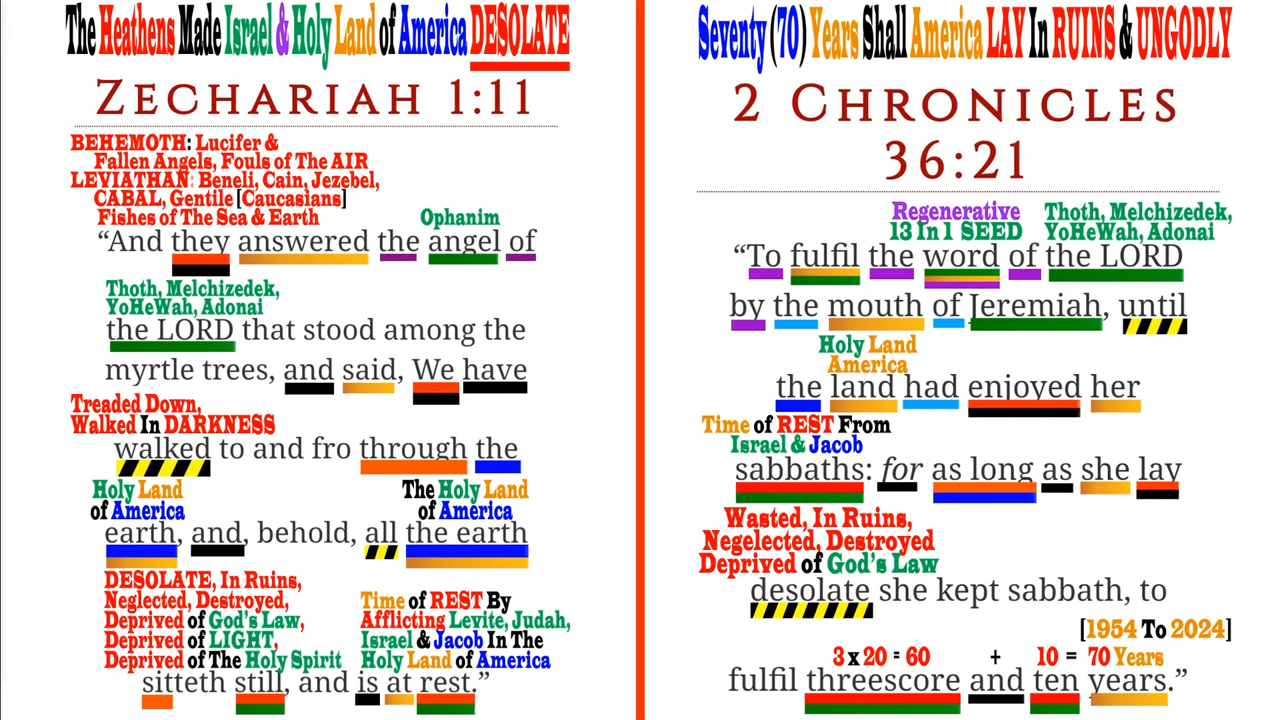 The Heathens Made Israel & Holy Land of America DESOLATE
ZECHARIAH 1:11
BEHEMOTH: Lucifer &
Fallen Angels, Fouls of The AIR
LEVIATHAN: Beneli, Cain, Jezebel,
CABAL, Gentile [Caucasians]
Fishes of The Sea & Earth
Ophanim
“And they answered the angel of
Thoth, Melchizedek,
YoHeWah, Adonai
the LORD that stood among the
myrtle trees, and said, We have
Treaded Down,
Walked In DARKNESS
walked to and fro through the
Holy Land
of America
The Holy Land
of America
earth, and, behold, all the earth
DESOLATE, In Ruins,
Neglected, Destroyed,
Deprived of God's Law,
Deprived of LIGHT,
Deprived of The Holy Spirit
Time of REST By
Afflicting Levite, Judah,
Israel & Jacob In The
Holy Land of America
sitteth still, and is at rest.”
Seventy (70) Years Shall America LAY In RUINS & UNGODLY
2 CHRONICLES
36:21
Regenerative
13 In 1 SEED
Thoth, Melchizedek,
YoHeWah, Adonai
“To fulfil the word of the LORD
by the mouth of Jeremiah, until
Holy Land
America
the land had enjoyed her
Time of REST From
Israel & Jacob
sabbaths: for as long as she lay
Wasted, In Ruins,
Negelected, Destroyed
Deprived of God's Law
desolate she kept sabbath, to
[1954 To 2024]
3 x 20 = 60 + 10 = 70 Years
fulfil threescore and ten years.”